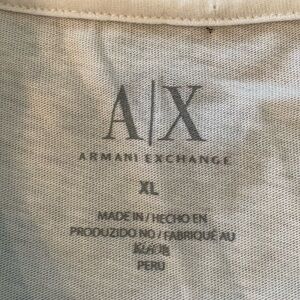 A|X
ARMANI EXCHANGE
XL
MADE IN / HECHO EN
PRODUZIDO NO / FABRIQUÉ AU
PERU